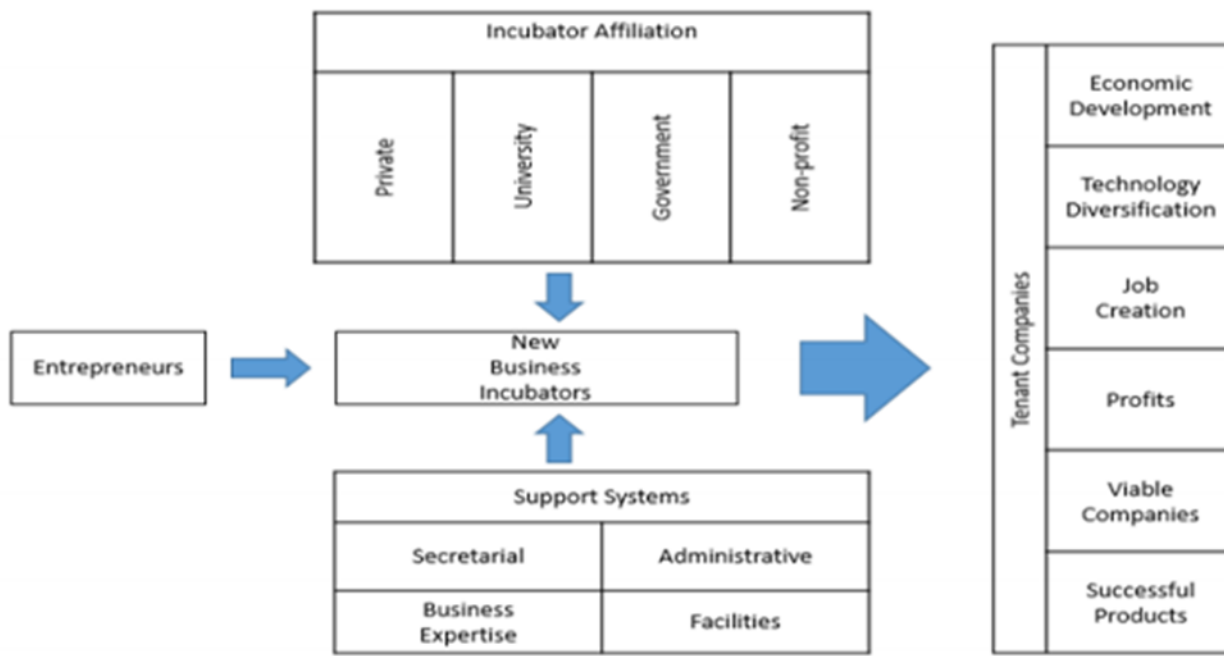 Incubator Affiliation
Private
University
Government
Non-profit
Entrepreneurs
New
Business
Incubators
Support Systems
Secretarial
Administrative
Business
Expertise
Facilities
Tenant Companies
Economic
Development
Technology
Diversification
Job
Creation
Profits
Viable
Companies
Successful
Products